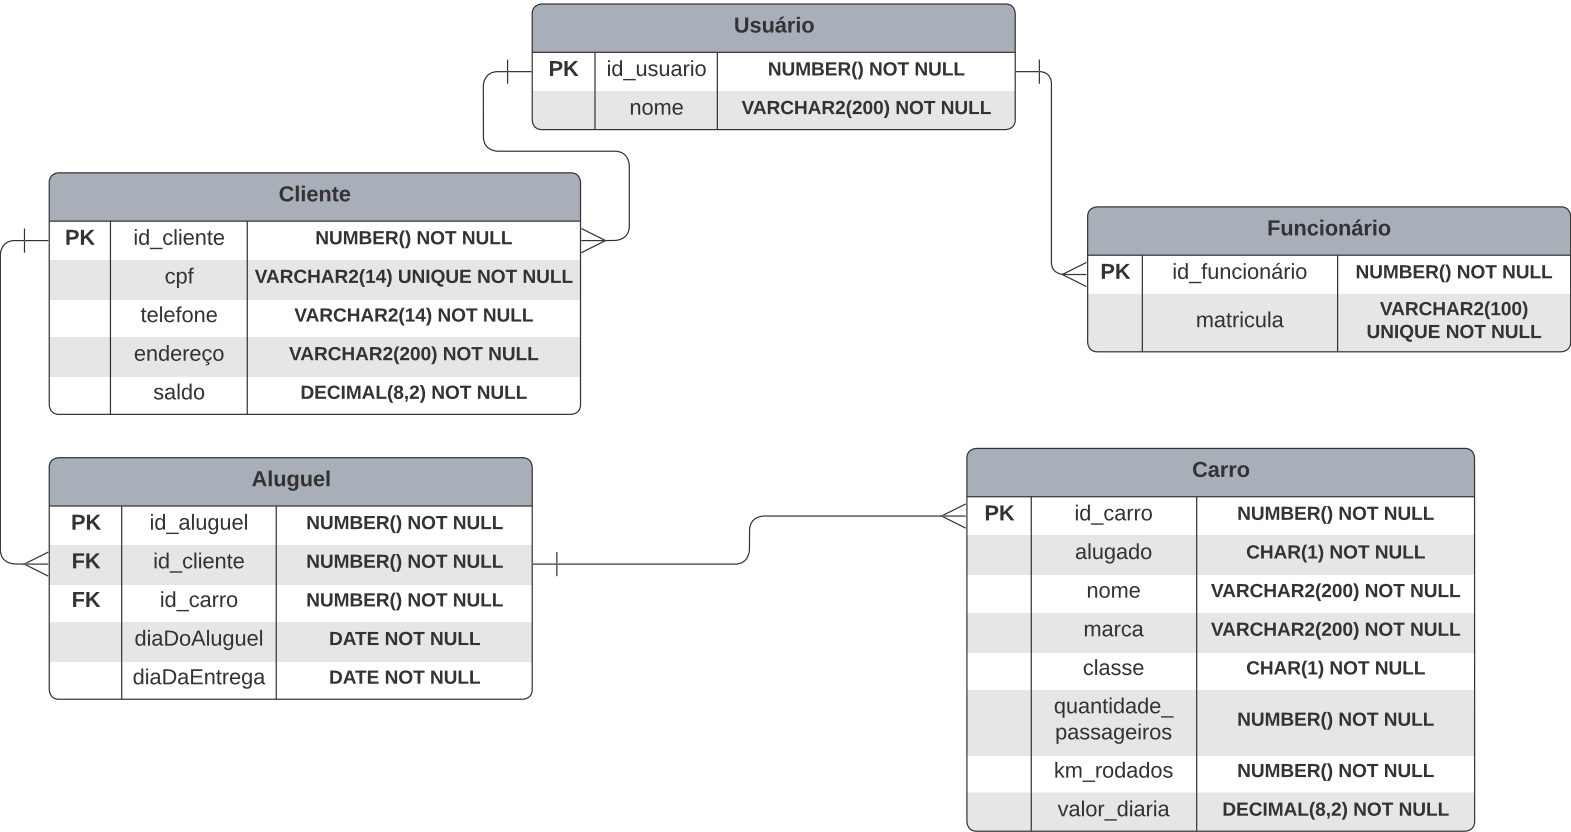 Usuário
PK id_usuario NUMBER() NOT NULL
nome VARCHAR2(200) NOT NULL
Cliente
PK id_cliente NUMBER() NOT NULL
cpf VARCHAR2(14) UNIQUE NOT NULL
telefone VARCHAR2(14) NOT NULL
endereço VARCHAR2(200) NOT NULL
saldo DECIMAL(8,2) NOT NULL
Funcionário
PK id_funcionário NUMBER() NOT NULL
matricula VARCHAR2(100)
UNIQUE NOT NULL
Aluguel
PK id_aluguel NUMBER() NOT NULL
FK id_cliente NUMBER() NOT NULL
FK id_carro NUMBER() NOT NULL
diaDoAluguel DATE NOT NULL
diaDaEntrega DATE NOT NULL
Carro
PK id_carro NUMBER() NOT NULL
alugado CHAR(1) NOT NULL
nome VARCHAR2(200) NOT NULL
marca VARCHAR2(200) NOT NULL
classe CHAR(1) NOT NULL
quantidade_
passageiros NUMBER() NOT NULL
km_rodados NUMBER() NOT NULL
valor_diaria DECIMAL(8,2) NOT NULL